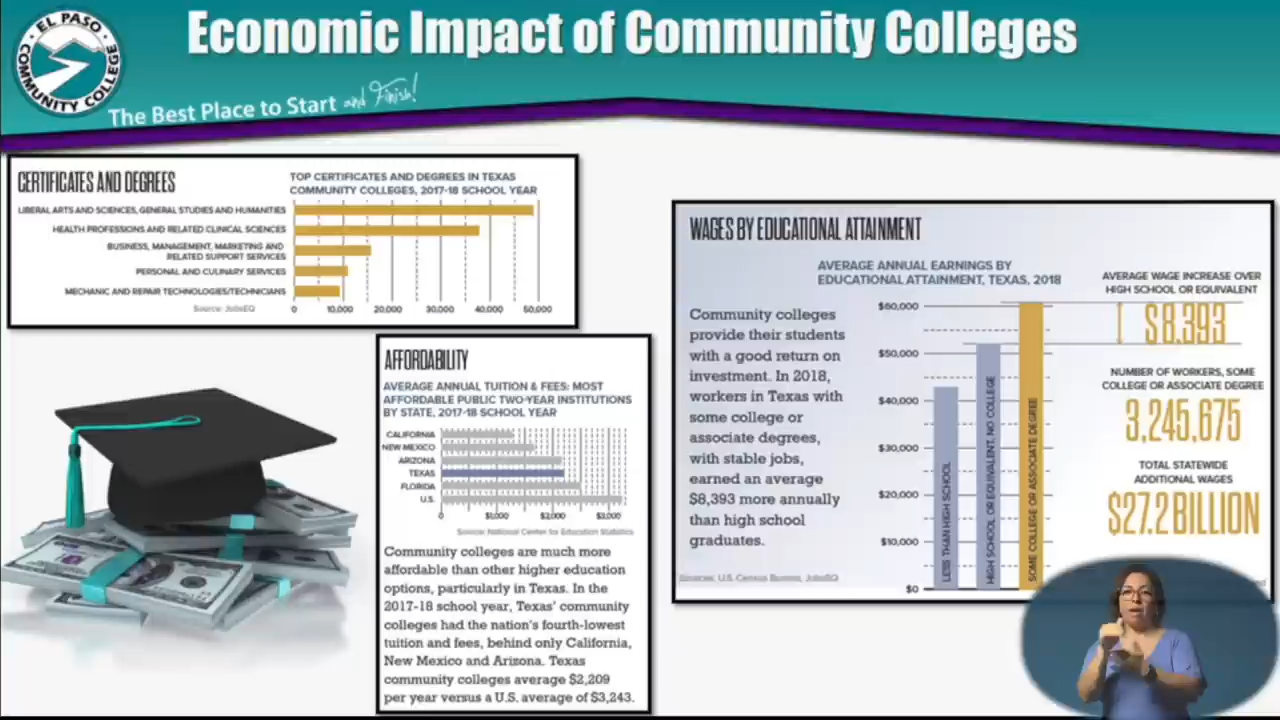 Economic Impact of Community Colleges
EL PASO
COMMUNITY COLLEGE
The Best Place to Start and Finish!
CERTIFICATES AND DEGREES
TOP CERTIFICATES AND DEGREES IN TEXAS
COMMUNITY COLLEGES, 2017-18 SCHOOL YEAR
LIBERAL ARTS AND SCIENCES, GENERAL STUDIES AND HUMANITIES
HEALTH PROFESSIONS AND RELATED CLINICAL SCIENCES
BUSINESS, MANAGEMENT, MARKETING AND
RELATED SUPPORT SERVICES
PERSONAL AND CULINARY SERVICES
MECHANIC AND REPAIR TECHNOLOGIES/TECHNICIANS
Source: JobsEQ
0 10,000 20,000 30,000 40,000 50,000
AFFORDABILITY
AVERAGE ANNUAL TUITION & FEES: MOST
AFFORDABLE PUBLIC TWO-YEAR INSTITUTIONS
BY STATE, 2017-18 SCHOOL YEAR
CALIFORNIA
NEW MEXICO
ARIZONA
TEXAS
FLORIDA
U.S.
0 $1,000 $2,000 $3,000
Source: National Center for Education Statistics
Community colleges are much more
affordable than other higher education
options, particularly in Texas. In the
2017-18 school year, Texas' community
colleges had the nation's fourth-lowest
tuition and fees, behind only California,
New Mexico and Arizona. Texas
community colleges average $2,209
per year versus a U.S. average of $3,243.
WAGES BY EDUCATIONAL ATTAINMENT
AVERAGE ANNUAL EARNINGS BY
EDUCATIONAL ATTAINMENT, TEXAS, 2018
Community colleges
provide their students
with a good return on
investment. In 2018,
workers in Texas with
some college or
associate degrees,
with stable jobs,
earned an average
$8,393 more annually
than high school
graduates.
Sources: U.S. Census Bureau, JobsEQ
$60,000
$50,000
$40,000
$30,000
$20,000
$10,000
$0
LESS THAN HIGH SCHOOL
HIGH SCHOOL OR EQUIVALENT, NO COLLEGE
SOME COLLEGE OR ASSOCIATE DEGREE
AVERAGE WAGE INCREASE OVER
HIGH SCHOOL OR EQUIVALENT
$8,393
NUMBER OF WORKERS, SOME
COLLEGE OR ASSOCIATE DEGREE
3,245,675
TOTAL STATEWIDE
ADDITIONAL WAGES
$27.2 BILLION